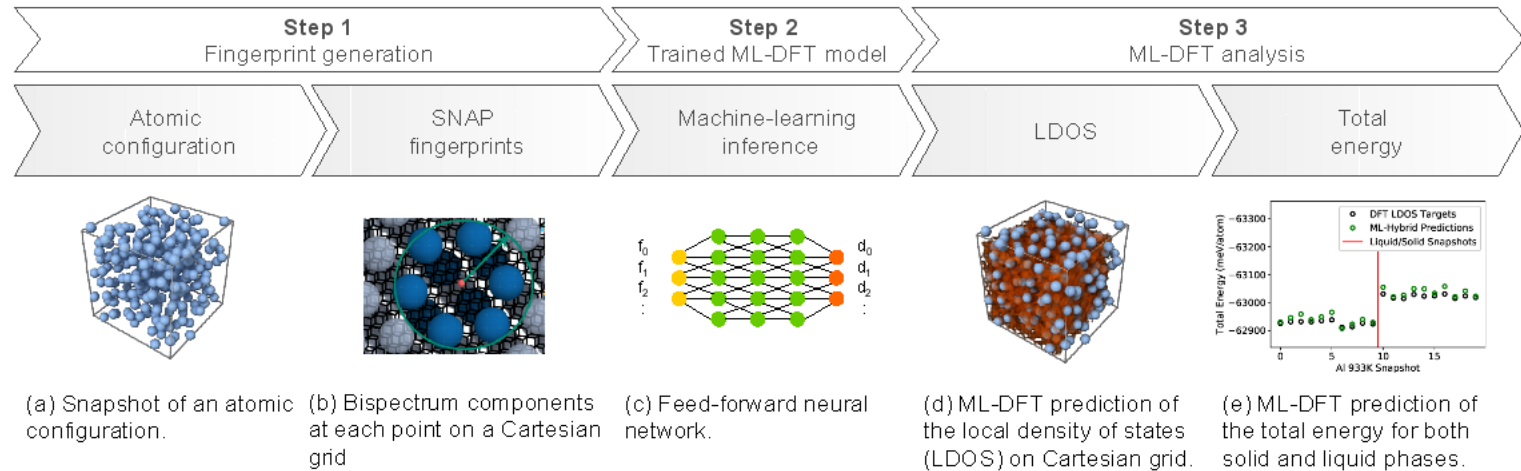 Step 1
Fingerprint generation
Step 2
Trained ML-DFT model
Step 3
ML-DFT analysis
Atomic
configuration
SNAP
fingerprints
Machine-learning
inference
LDOS
Total
energy
f0
f1
f2
:
d0
d1
d2
:
DFT LDOS Targets
ML-Hybrid Predictions
Liquid/Solid Snapshots
Total Energy (meV/atom)
−63300
−63200
−63100
−63000
−62900
0
5
10
15
Al 933K Snapshot
(a) Snapshot of an atomic
configuration.
(b) Bispectrum components
at each point on a Cartesian
grid
(c) Feed-forward neural
network.
(d) ML-DFT prediction of
the local density of states
(LDOS) on Cartesian grid.
(e) ML-DFT prediction of
the total energy for both
solid and liquid phases.